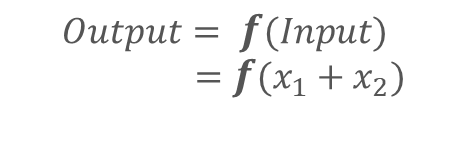 Output = f(Input)
= f(x₁ + x₂)